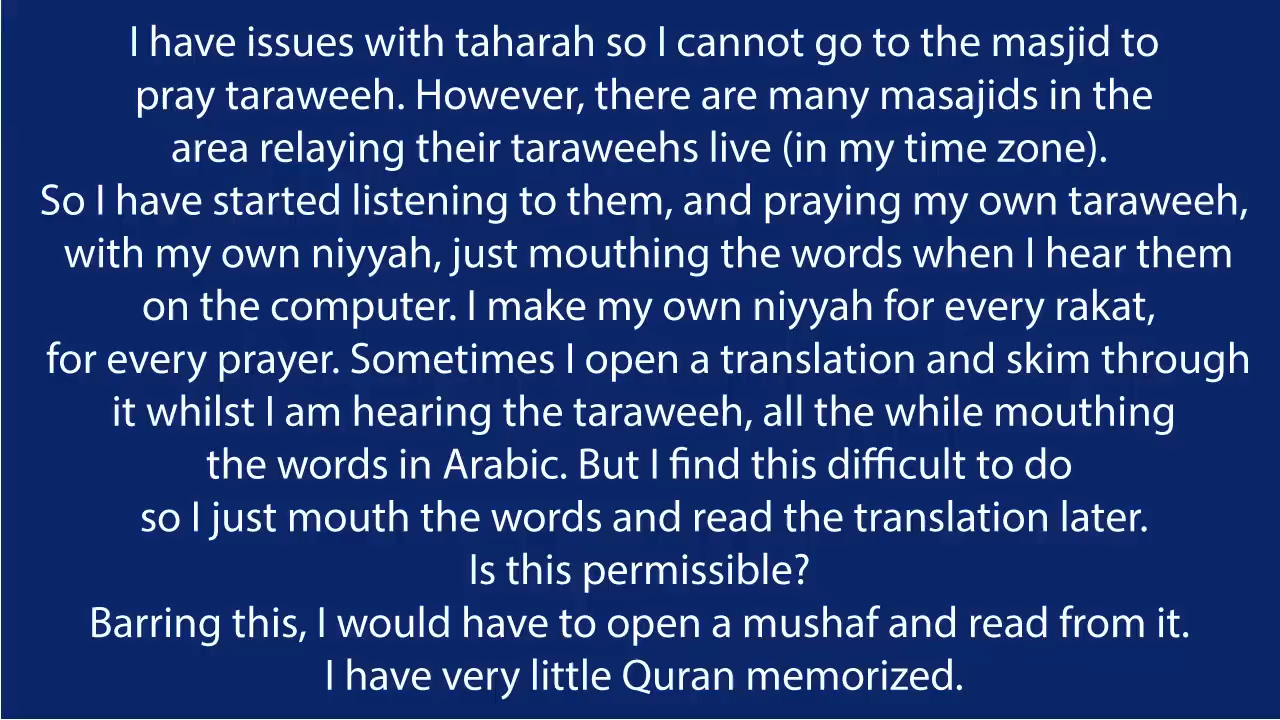 I have issues with taharah so I cannot go to the masjid to
pray taraweeh. However, there are many masajids in the
area relaying their taraweehs live (in my time zone).
So I have started listening to them, and praying my own taraweeh,
with my own niyyah, just mouthing the words when I hear them
on the computer. I make my own niyyah for every rakat,
for every prayer. Sometimes I open a translation and skim through
it whilst I am hearing the taraweeh, all the while mouthing
the words in Arabic. But I find this difficult to do
so I just mouth the words and read the translation later.
Is this permissible?
Barring this, I would have to open a mushaf and read from it.
I have very little Quran memorized.